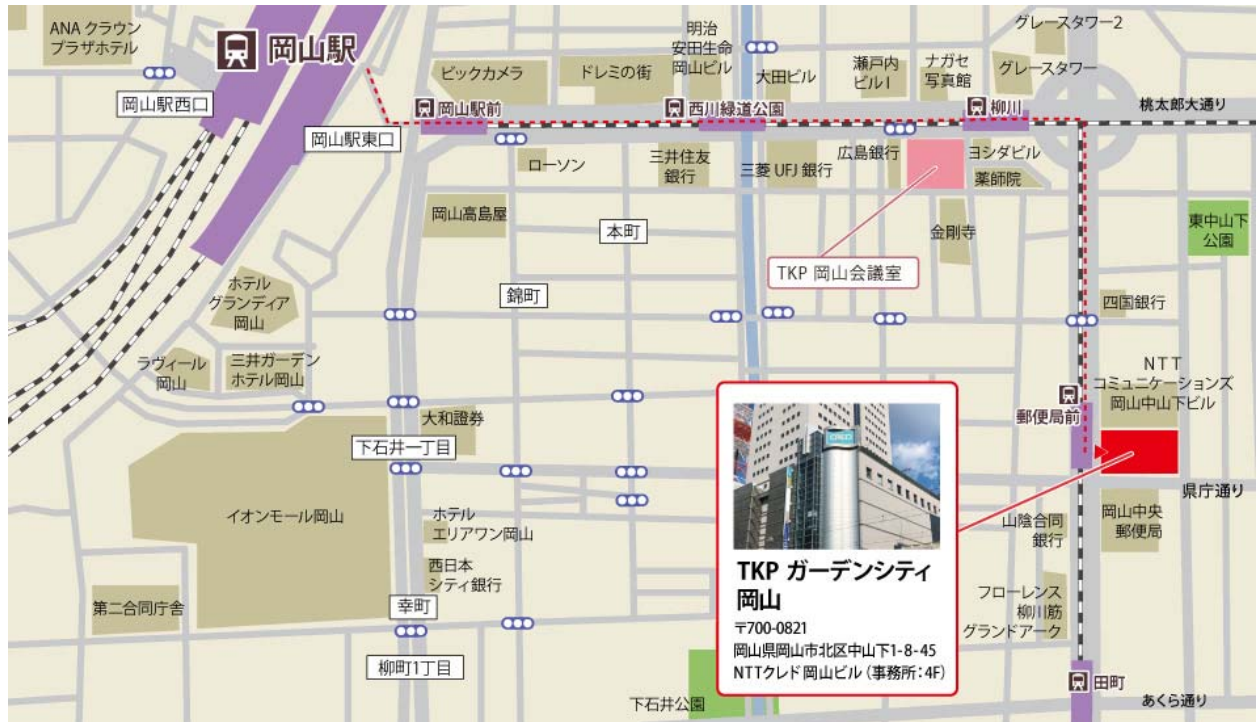 ANA クラウン
プラザホテル
岡山駅
岡山駅西口
岡山駅東口
ビックカメラ
岡山駅前
ドレミの街
明治
安田生命
岡山ビル
大田ビル
西川緑道公園
瀬戸内
ビルⅠ
ナガセ
写真館
グレースタワー2
グレースタワー
柳川
桃太郎大通り
ローソン
三井住友
銀行
三菱 UFJ 銀行
広島銀行
ヨシダビル
薬師院
岡山高島屋
本町
金剛寺
東中山下
公園
TKP 岡山会議室
錦町
四国銀行
ホテル
グランディア
岡山
ラヴィール
岡山
三井ガーデン
ホテル岡山
NTT
コミュニケーションズ
岡山中山下ビル
郵便局前
大和證券
下石井一丁目
県庁通り
イオンモール岡山
ホテル
エリアワン岡山
山陰合同
銀行
岡山中央
郵便局
西日本
シティ銀行
第二合同庁舎
幸町
フローレンス
柳川筋
グランドアーク
柳町1丁目
下石井公園
田町
あくら通り
CRED
TKP ガーデンシティ
岡山
〒700-0821
岡山県岡山市北区中山下1-8-45
NTTクレド岡山ビル（事務所：4F）